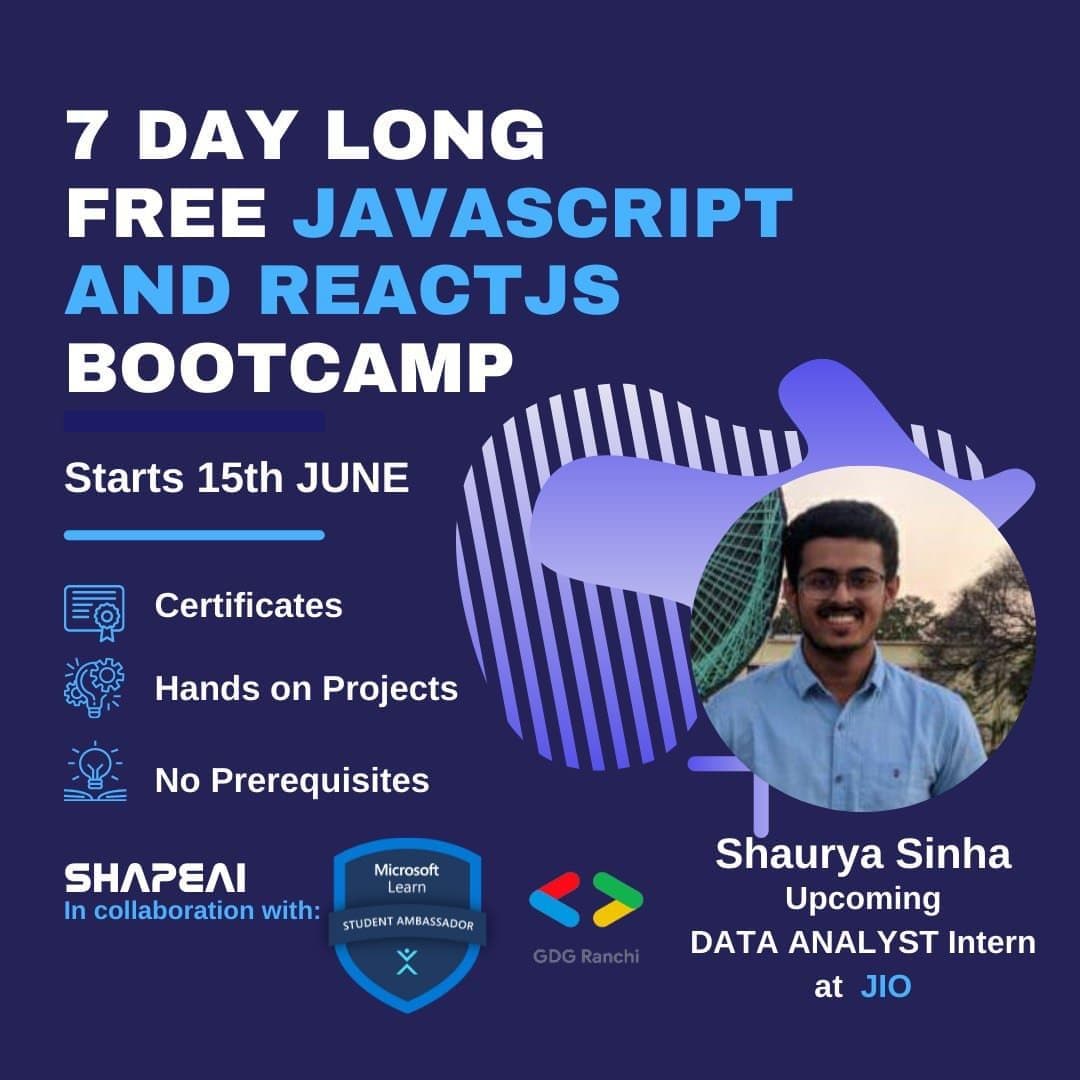 7 DAY LONG
FREE JAVASCRIPT
AND REACTJS
BOOTCAMP
Starts 15th JUNE
Certificates
Hands on Projects
No Prerequisites
SHAPEAI
In collaboration with:
Microsoft
Learn
STUDENT AMBASSADOR
GDG Ranchi
Shaurya Sinha
Upcoming
DATA ANALYST Intern
at JIO